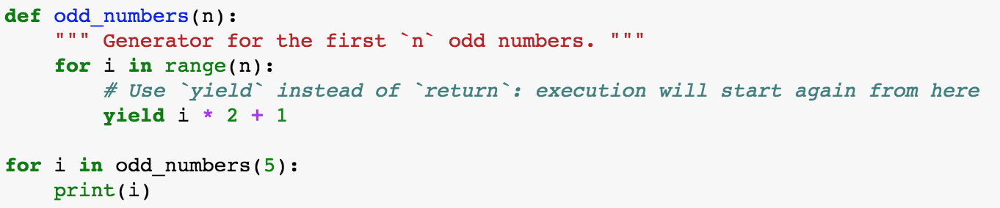 def odd_numbers(n):
    """ Generator for the first `n` odd numbers. """
    for i in range(n):
        # Use `yield` instead of `return`: execution will start again from here
        yield i * 2 + 1

for i in odd_numbers(5):
    print(i)